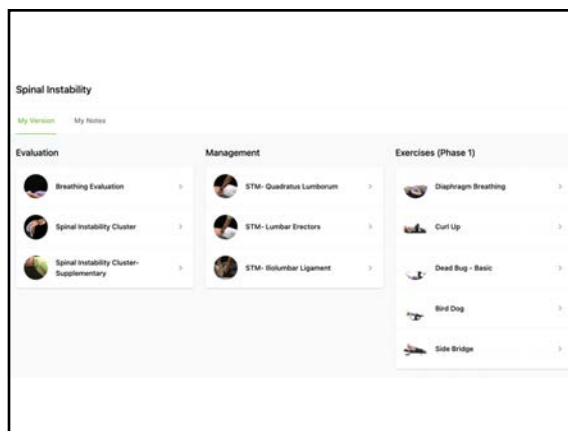 Spinal Instability
My Version
My Notes
Evaluation
Breathing Evaluation
Spinal Instability Cluster
Spinal Instability Cluster-
Supplementary
Management
STM- Quadratus Lumborum
STM- Lumbar Erectors
STM- Iliolumbar Ligament
Exercises (Phase 1)
Diaphragm Breathing
Curl Up
Dead Bug - Basic
Bird Dog
Side Bridge